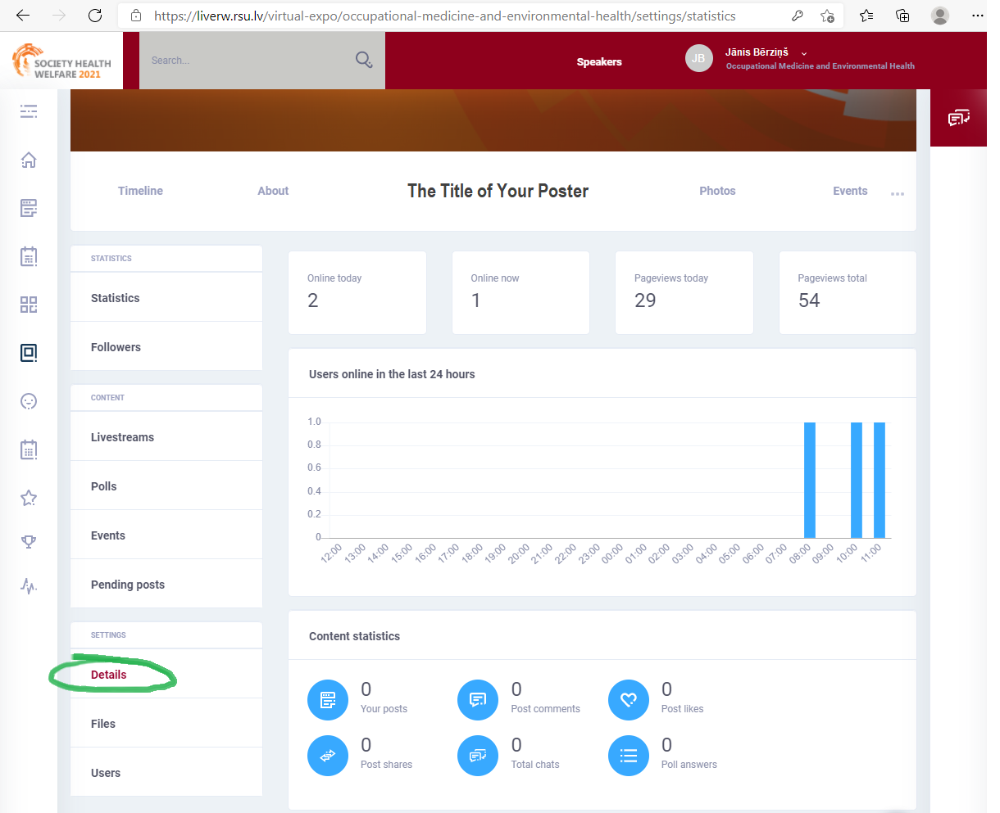 https://liverw.rsu.lv/virtual-expo/occupational-medicine-and-environmental-health/settings/statistics
SOCIETY HEALTH
WELFARE 2021
Search...
Speakers
JB
Jānis Bērziņš
Occupational Medicine and Environmental Health
Timeline
About
The Title of Your Poster
Photos
Events
STATISTICS
Statistics
Followers
CONTENT
Livestreams
Polls
Events
Pending posts
SETTINGS
Details
Files
Users
Online today
2
Online now
1
Pageviews today
29
Pageviews total
54
Users online in the last 24 hours
1.0
0.8
0.6
0.4
0.2
0
12:00 13:00 14:00 15:00 16:00 17:00 18:00 19:00 20:00 21:00 22:00 23:00 00:00 01:00 02:00 03:00 04:00 05:00 06:00 07:00 08:00 09:00 10:00 11:00
Content statistics
0
Your posts
0
Post comments
0
Post likes
0
Post shares
0
Total chats
0
Poll answers